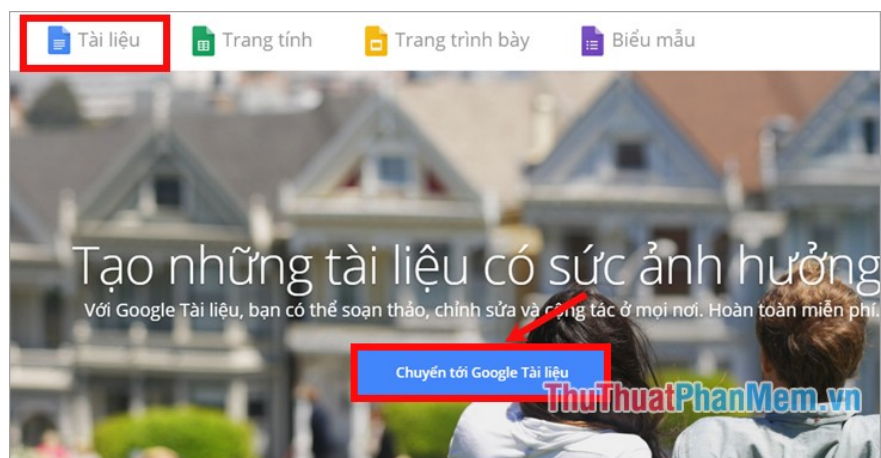 Tài liệu Trang tính Trang trình bày Biểu mẫu
Tạo những tài liệu có sức ảnh hưởng
Với Google Tài liệu, bạn có thể soạn thảo, chỉnh sửa và cộng tác ở mọi nơi. Hoàn toàn miễn phí.
Chuyển tới Google Tài liệu
ThuThuatPhanMem.vn